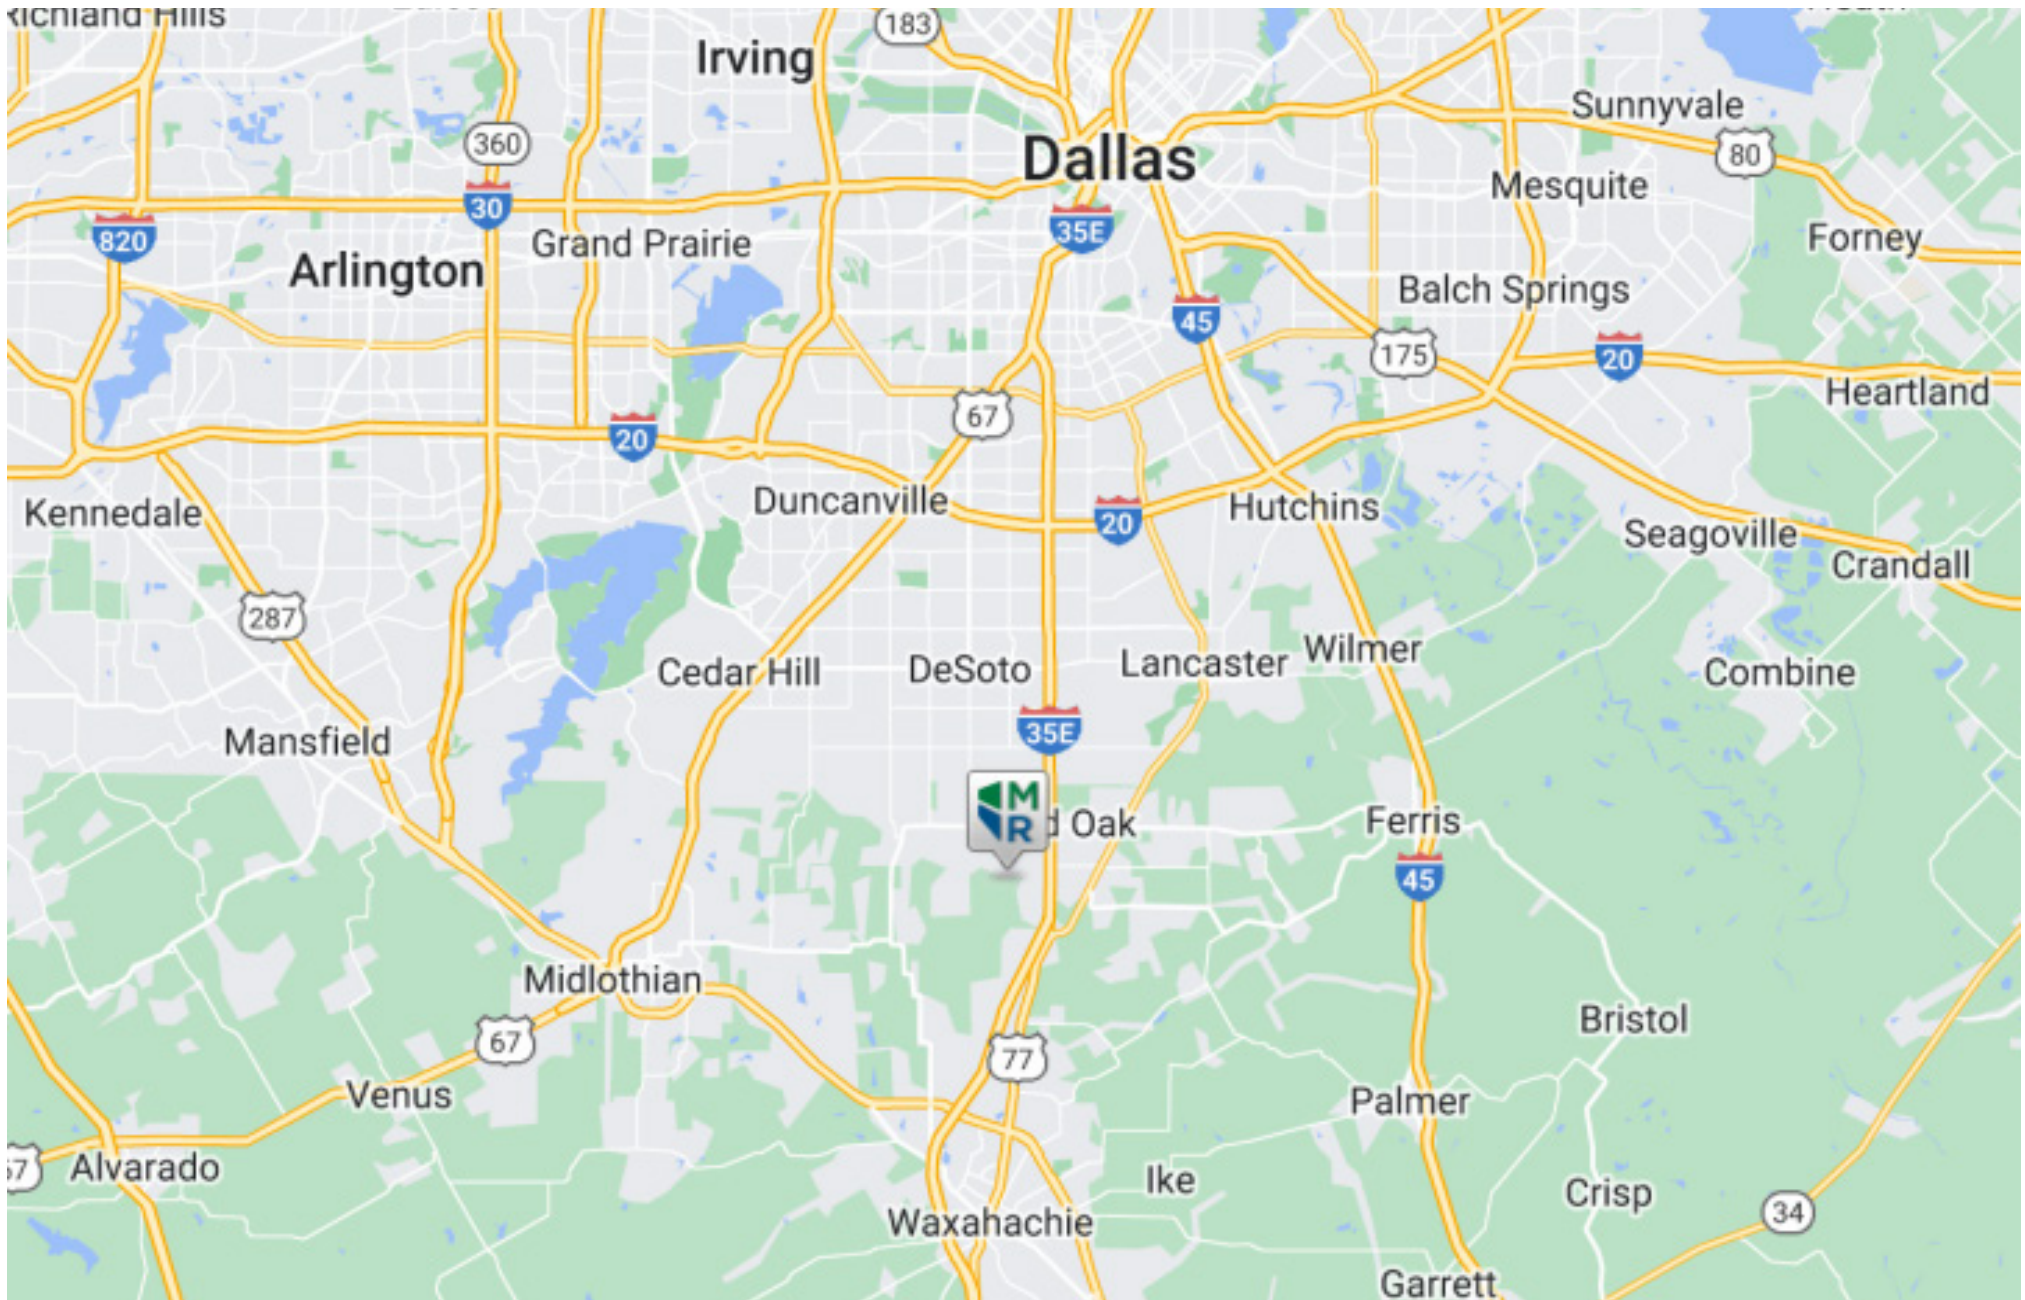 Irving
183
Sunnyvale
360
Dallas
80
Mesquite
30
820
Grand Prairie
35E
Forney
Arlington
Balch Springs
45
175
20
Heartland
67
20
Duncanville
Kennedale
20
Hutchins
Seagoville
Crandall
287
Cedar Hill
DeSoto
Lancaster
Wilmer
Combine
Mansfield
35E
M
R
d Oak
Ferris
45
Midlothian
Bristol
67
77
Venus
Palmer
Alvarado
Ike
Crisp
Waxahachie
34
Garrett